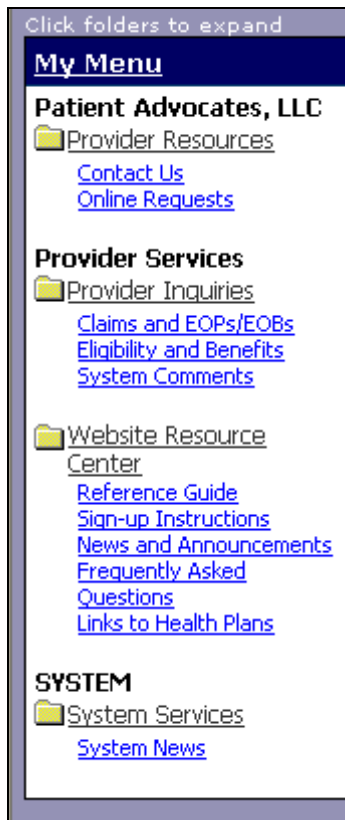 Click folders to expand
My Menu
Patient Advocates, LLC
Provider Resources
Contact Us
Online Requests
Provider Services
Provider Inquiries
Claims and EOPs/EOBs
Eligibility and Benefits
System Comments
Website Resource
Center
Reference Guide
Sign-up Instructions
News and Announcements
Frequently Asked
Questions
Links to Health Plans
SYSTEM
System Services
System News